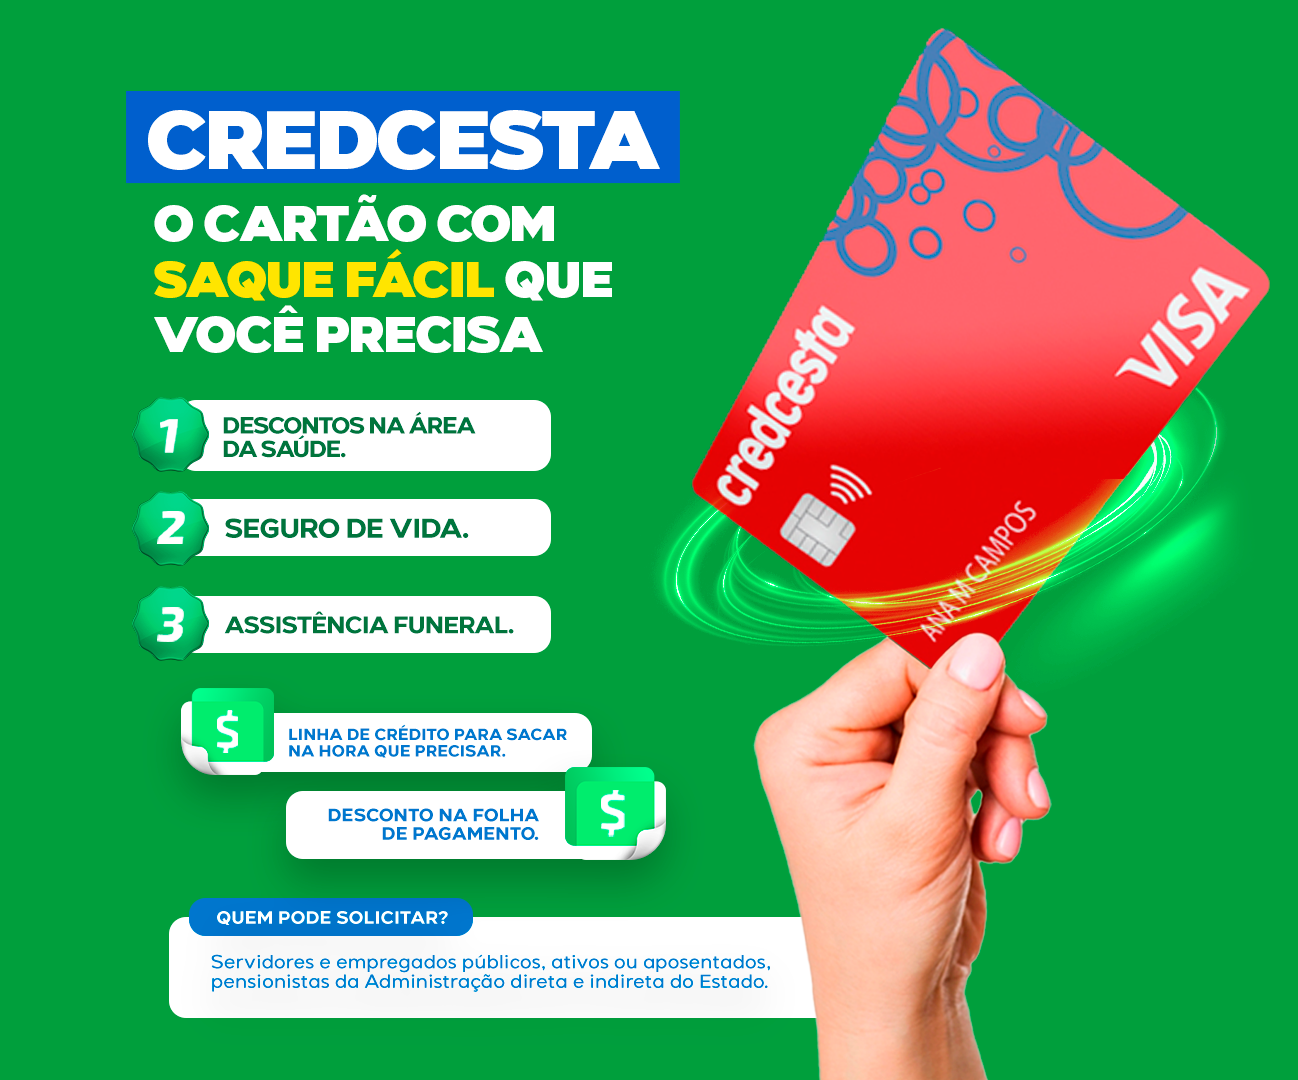 CREDCESTA
O CARTÃO COM
SAQUE FÁCIL QUE
VOCÊ PRECISA
1
DESCONTOS NA ÁREA
DA SAÚDE.
2
SEGURO DE VIDA.
3
ASSISTÊNCIA FUNERAL.
$
LINHA DE CRÉDITO PARA SACAR
NA HORA QUE PRECISAR.
DESCONTO NA FOLHA
DE PAGAMENTO.
$
QUEM PODE SOLICITAR?
Servidores e empregados públicos, ativos ou aposentados,
pensionistas da Administração direta e indireta do Estado.
credcesta
VISA
ANA M CAMPOS